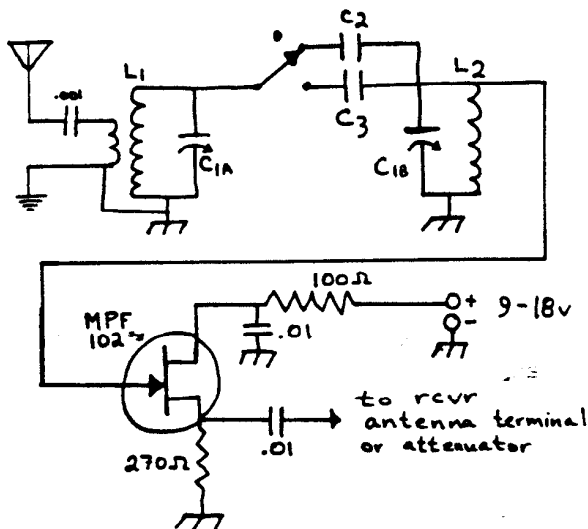 C2
L1
L2
.001
C3
C1A
C1B
100Ω
MPF
102
.01
+
9-18v
-
to rcvr
antenna terminal
or attenuator
.01
270Ω